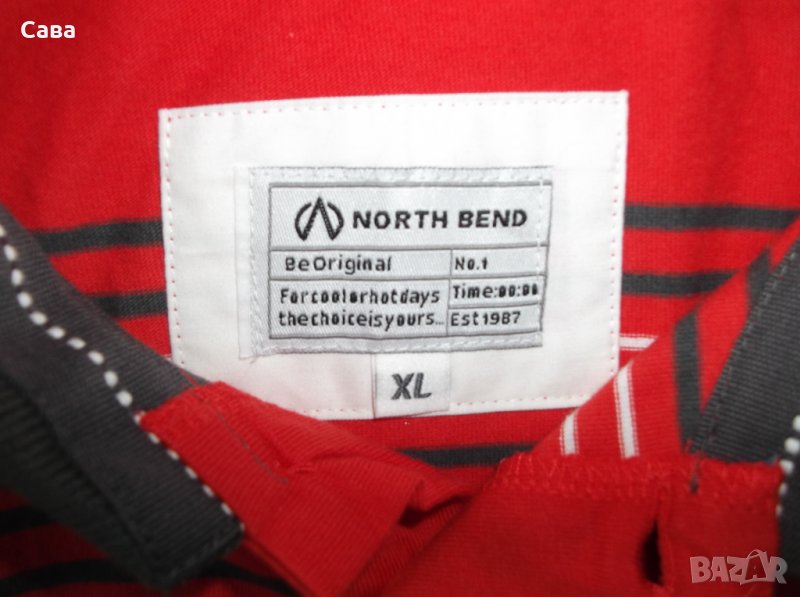 Сава
NORTH BEND
BeOriginal
No.1
Forcoolorhotdays
thechoiceisyours...
Time:00:00
Est1987
XL
BAZAR